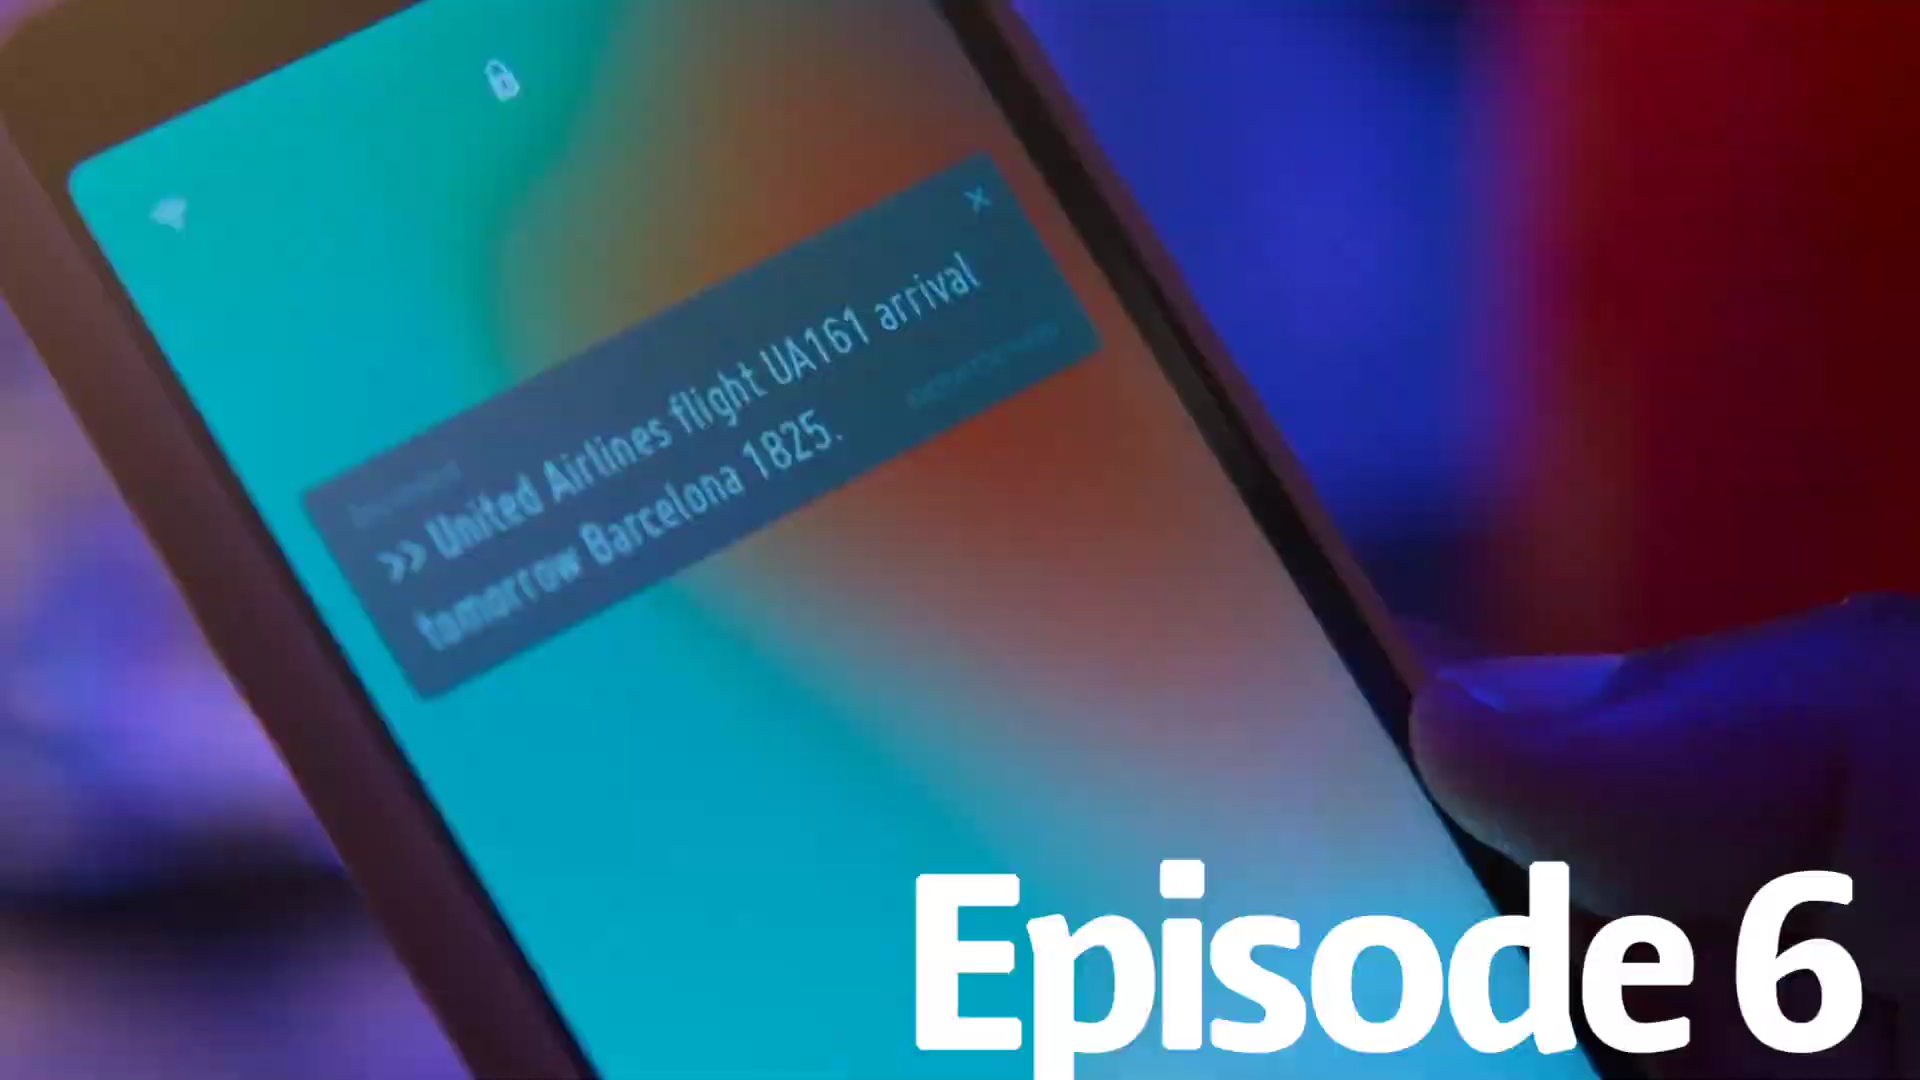 >> United Airlines flight UA161 arrival
tomorrow Barcelona 1825.
Episode 6